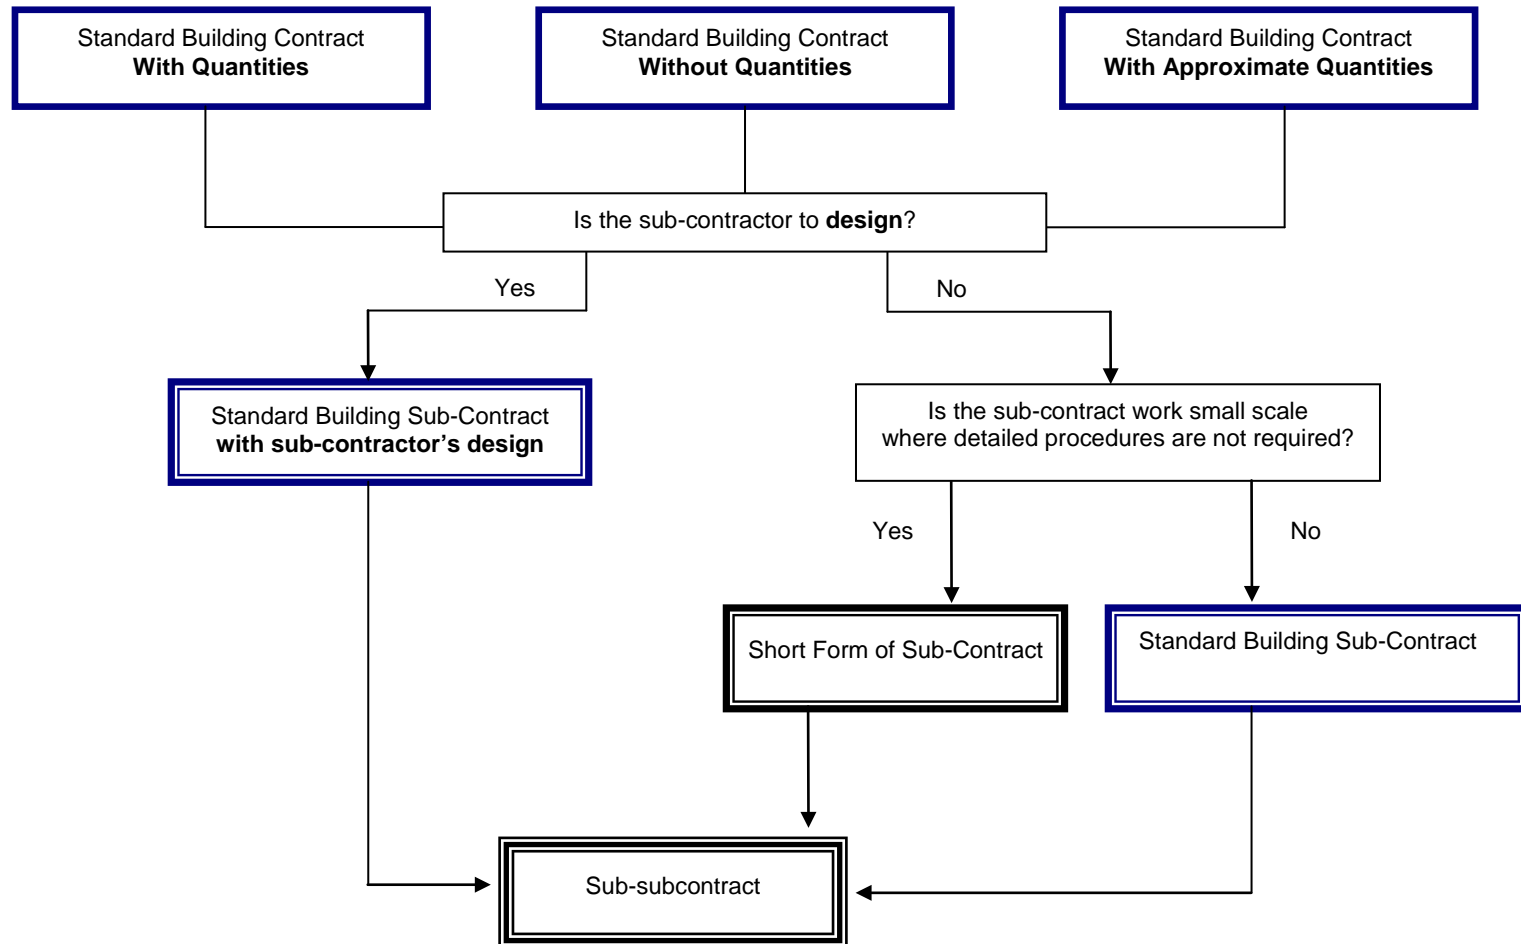 Standard Building Contract
With Quantities
Standard Building Contract
Without Quantities
Standard Building Contract
With Approximate Quantities
Is the sub-contractor to design?
Yes
No
Standard Building Sub-Contract
with sub-contractor’s design
Is the sub-contract work small scale
where detailed procedures are not required?
Yes
No
Short Form of Sub-Contract
Standard Building Sub-Contract
Sub-subcontract